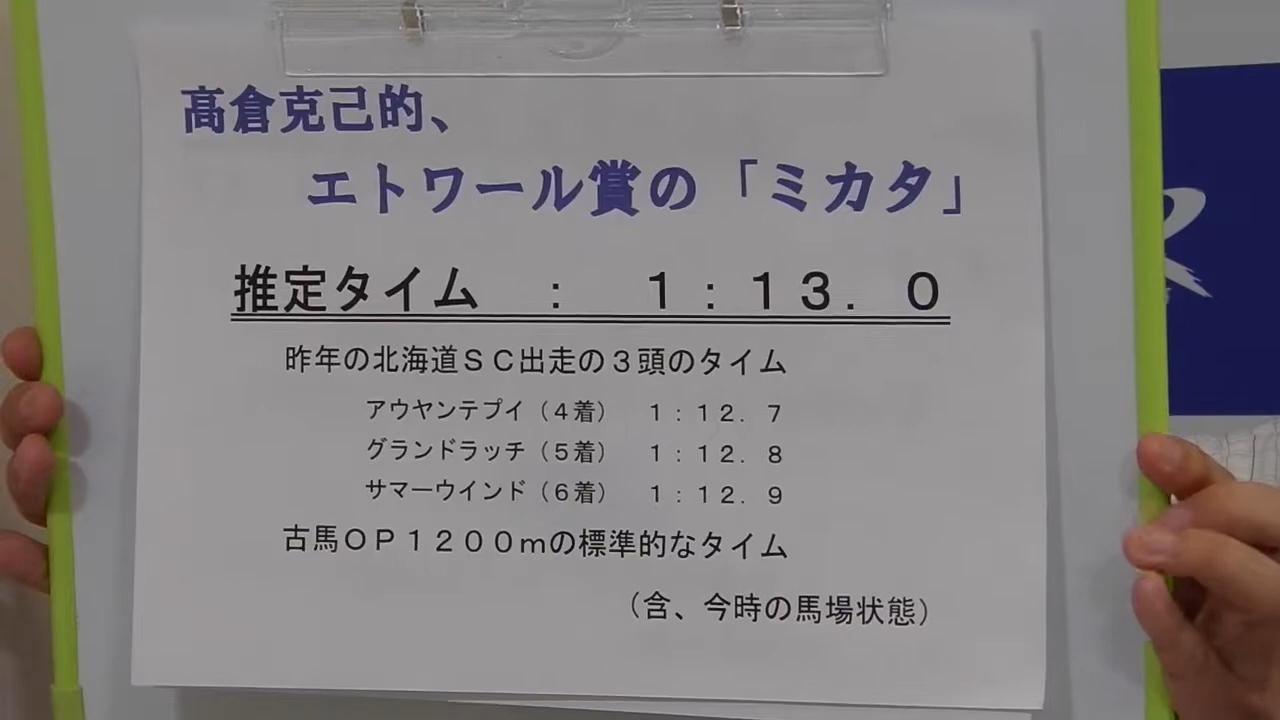 高倉克己的、
エトワール賞の「ミカタ」
推定タイム　：　１：１３．０
昨年の北海道ＳＣ出走の３頭のタイム
アウヤンテプイ（４着）　１：１２．７
グランドラッチ（５着）　１：１２．８
サマーウインド（６着）　１：１２．９
古馬ＯＰ１２００ｍの標準的なタイム
（含、今時の馬場状態）